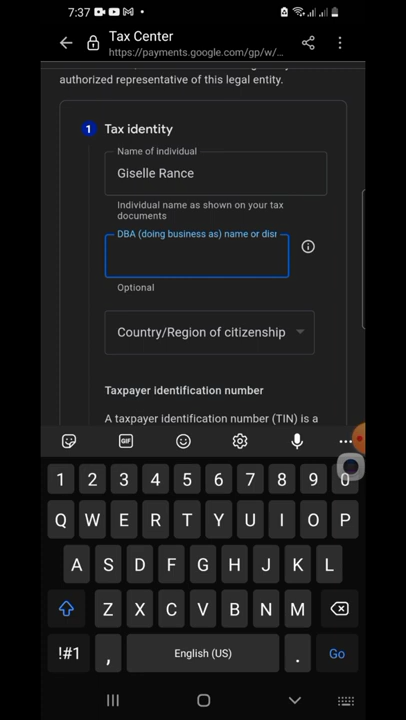 7:37
Tax Center
https://payments.google.com/gp/w/...
authorized representative of this legal entity.
1 Tax identity
Name of individual
Giselle Rance
Individual name as shown on your tax
documents
DBA (doing business as) name or disr
Optional
Country/Region of citizenship
Taxpayer identification number
A taxpayer identification number (TIN) is a
GIF
1 2 3 4 5 6 7 8 9 0
Q W E R T Y U I O P
A S D F G H J K L
Z X C V B N M
!#1 , English (US) . Go